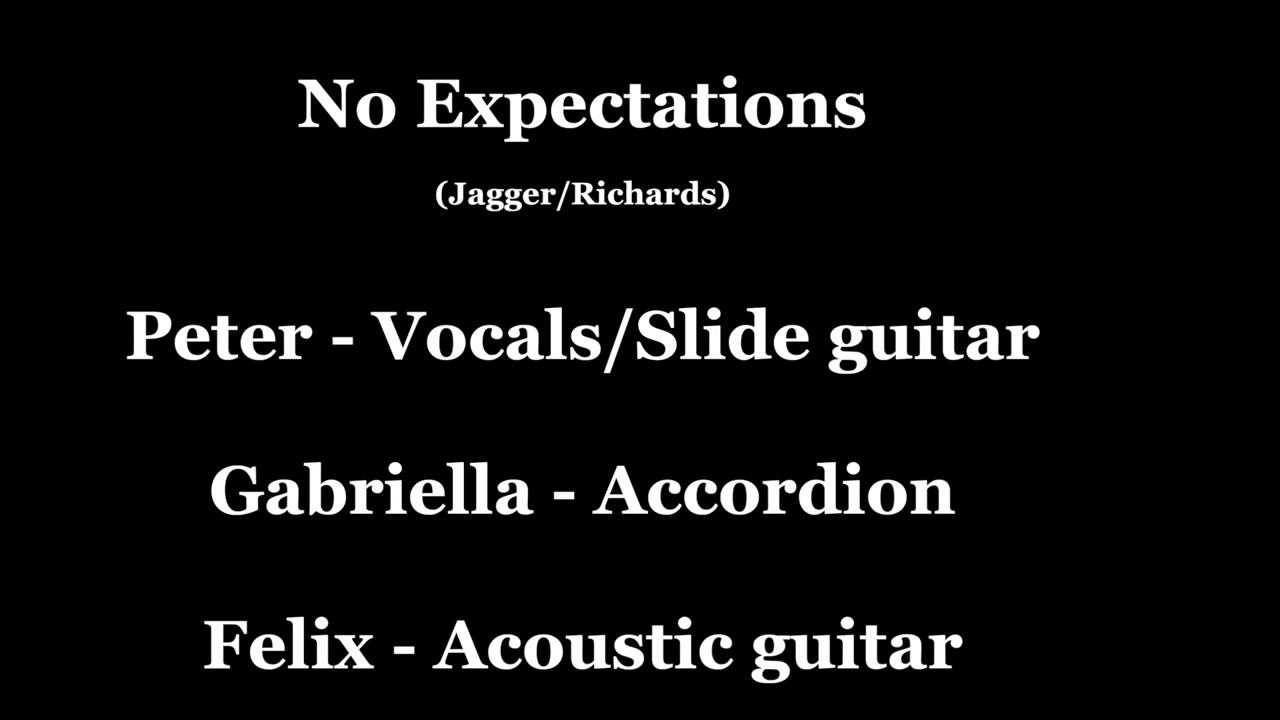 No Expectations
(Jagger/Richards)
Peter - Vocals/Slide guitar
Gabriella - Accordion
Felix - Acoustic guitar